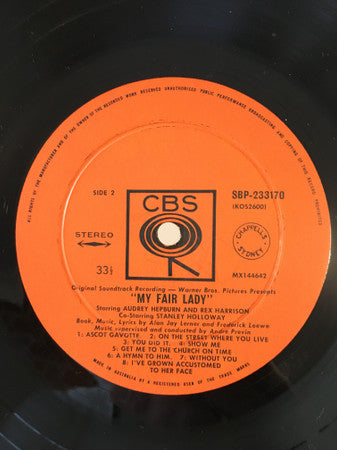 ALL RIGHTS OF THE MANUFACTURER AND OF THE OWNER OF THE RECORDED WORK RESERVED. UNAUTHORISED PUBLIC PERFORMANCE BROADCASTING AND COPYING OF THIS RECORD PROHIBITED
SIDE 2
CBS
SBP-233170
(KOS2600)
STEREO
33⅓
CHAPPELL'S
SYDNEY
MX144642
Original Soundtrack Recording — Warner Bros. Pictures Presents
"MY FAIR LADY"
Starring AUDREY HEPBURN AND REX HARRISON
Co-Starring STANLEY HOLLOWAY
Book, Music, Lyrics by Alan Jay Lerner and Frederick Loewe
Music supervised and conducted by Andre Previn
1: ASCOT GAVOTTE. 2: ON THE STREET WHERE YOU LIVE
3: YOU DID IT. 4: SHOW ME
5: GET ME TO THE CHURCH ON TIME
6: A HYMN TO HIM. 7: WITHOUT YOU
8: I'VE GROWN ACCUSTOMED
TO HER FACE
MADE IN AUSTRALIA BY A REGISTERED USER OF THE TRADE MARKS